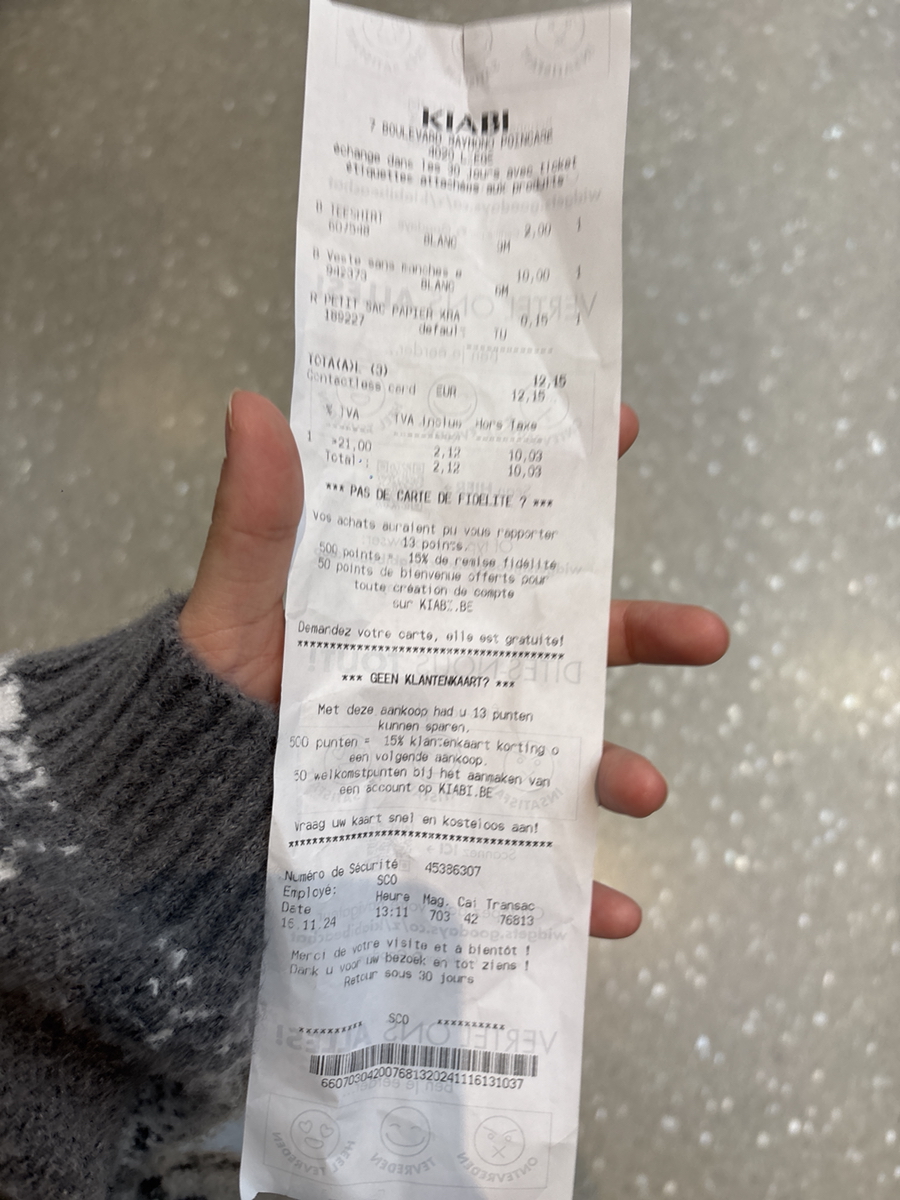 KIABI
7 BOULEVARD RAYMOND POINCARE
4020 LIEGE
échange dans les 30 jours avec ticket
étiquettes attachées aux produits
B TEESHIRT 2,00 1
607548 BLANC 9M
B Veste sans manches e 10,00 1
942373 BLANC 6M
R PETIT SAC PAPIER KRA 0,15 1
189227 default TU
TOTA(A)L (3) 12,15
Contactless card EUR 12,15
% TVA TVA Inclue Hors Taxe
1 >21,00 2,12 10,03
Total : 2,12 10,03
*** PAS DE CARTE DE FIDELITE ? ***
Vos achats auraient pu vous rapporter
13 points.
500 points = 15% de remise fidélité
50 points de bienvenue offerts pour
toute création de compte
sur KIABI.BE
Demandez votre carte, elle est gratuite!
****************************************
*** GEEN KLANTENKAART? ***
Met deze aankoop had u 13 punten
kunnen sparen.
500 punten = 15% klantenkaart korting o
een volgende aankoop.
50 welkomstpunten bij het aanmaken van
een account op KIABI.BE
Vraag uw kaart snel en kosteloos aan!
****************************************
Numéro de Sécurité 45386307
Employé: SCO
Date Heure Mag. Cai Transac
16.11.24 13:11 703 42 76813
Merci de votre visite et à bientôt !
Dank u voor uw bezoek en tot ziens !
Retour sous 30 jours
********** SCO **********
660703042007681320241116131037